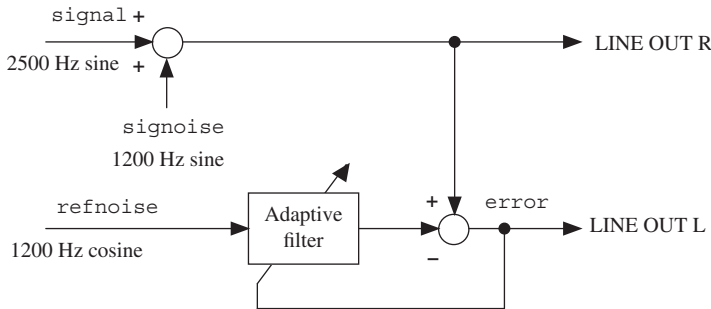 signal +
LINE OUT R
2500 Hz sine +
signoise
1200 Hz sine
refnoise
1200 Hz cosine
Adaptive
filter
+
error
−
LINE OUT L